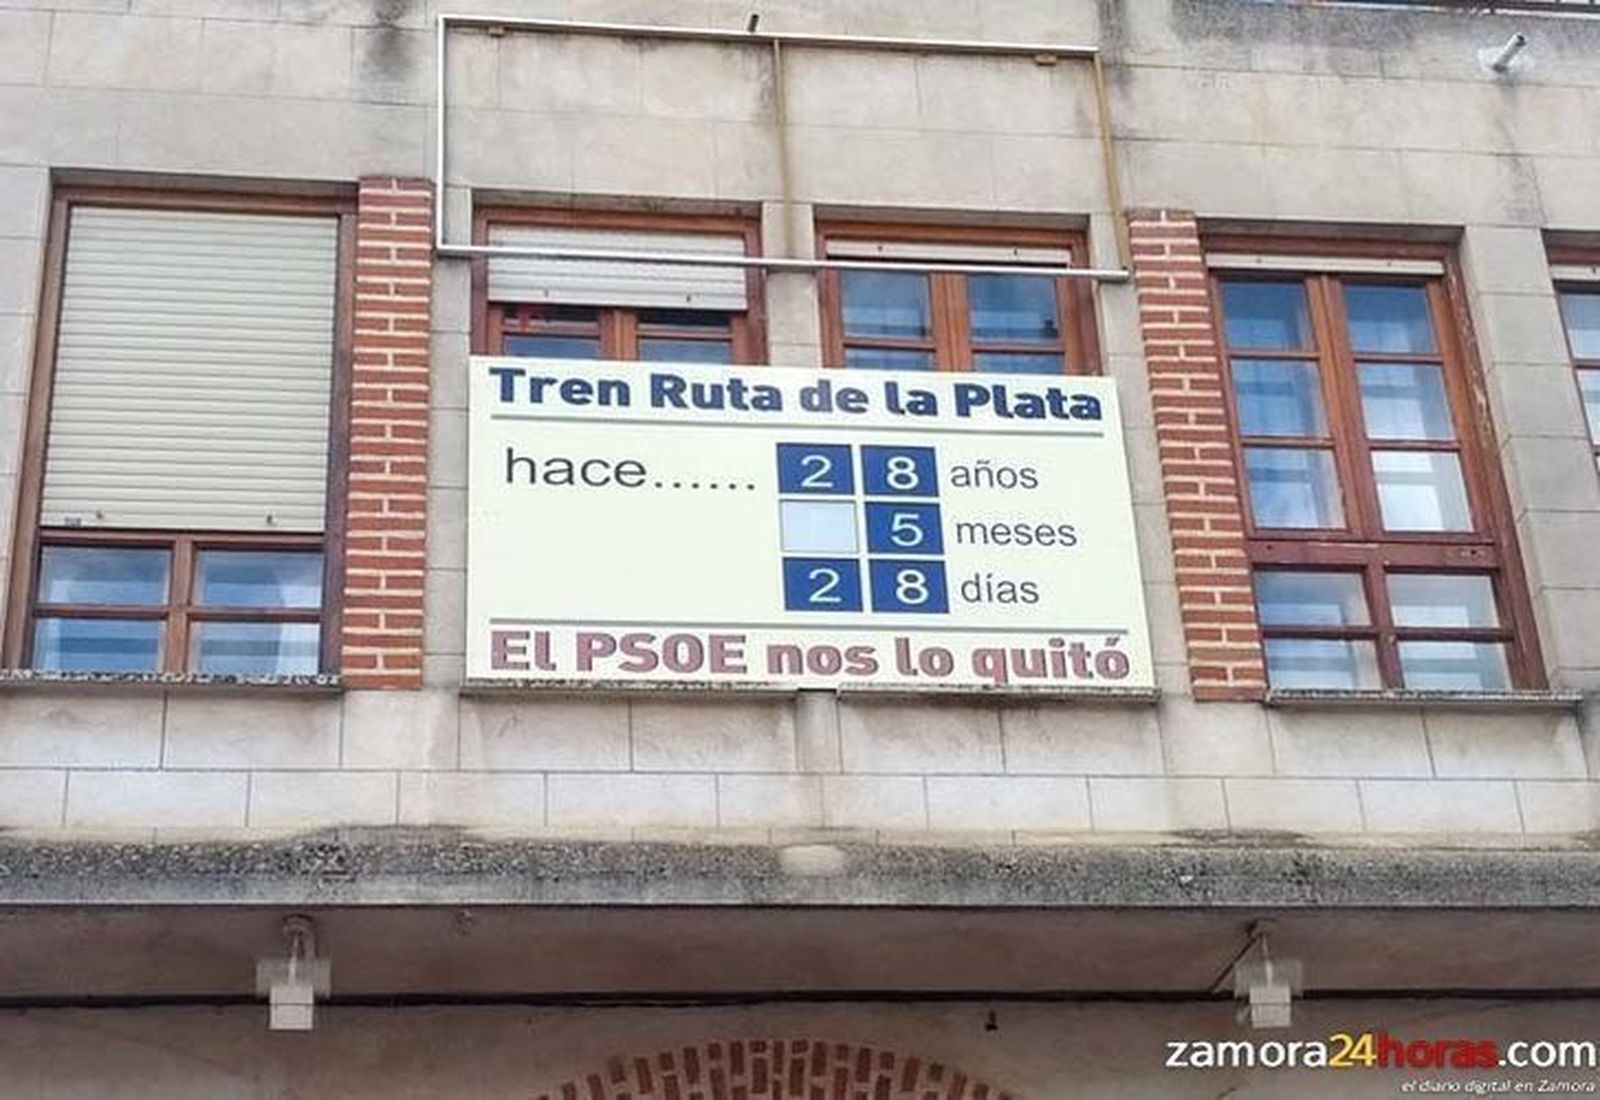 Tren Ruta de la Plata
hace...... 28 años
5 meses
28 días
El PSOE nos lo quitó
zamora24horas.com
el diario digital en Zamora